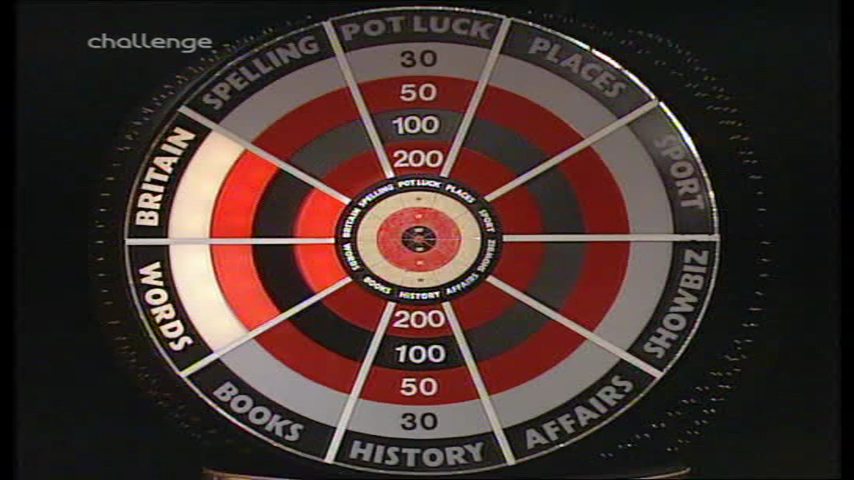 challenge
POT LUCK
SPELLING
PLACES
30
50
100
200
BRITAIN
SPORT
POT LUCK
SPELLING
PLACES
BRITAIN
SPORT
WORDS
SHOWBIZ
BOOKS
AFFAIRS
HISTORY
WORDS
SHOWBIZ
200
100
50
30
BOOKS
AFFAIRS
HISTORY